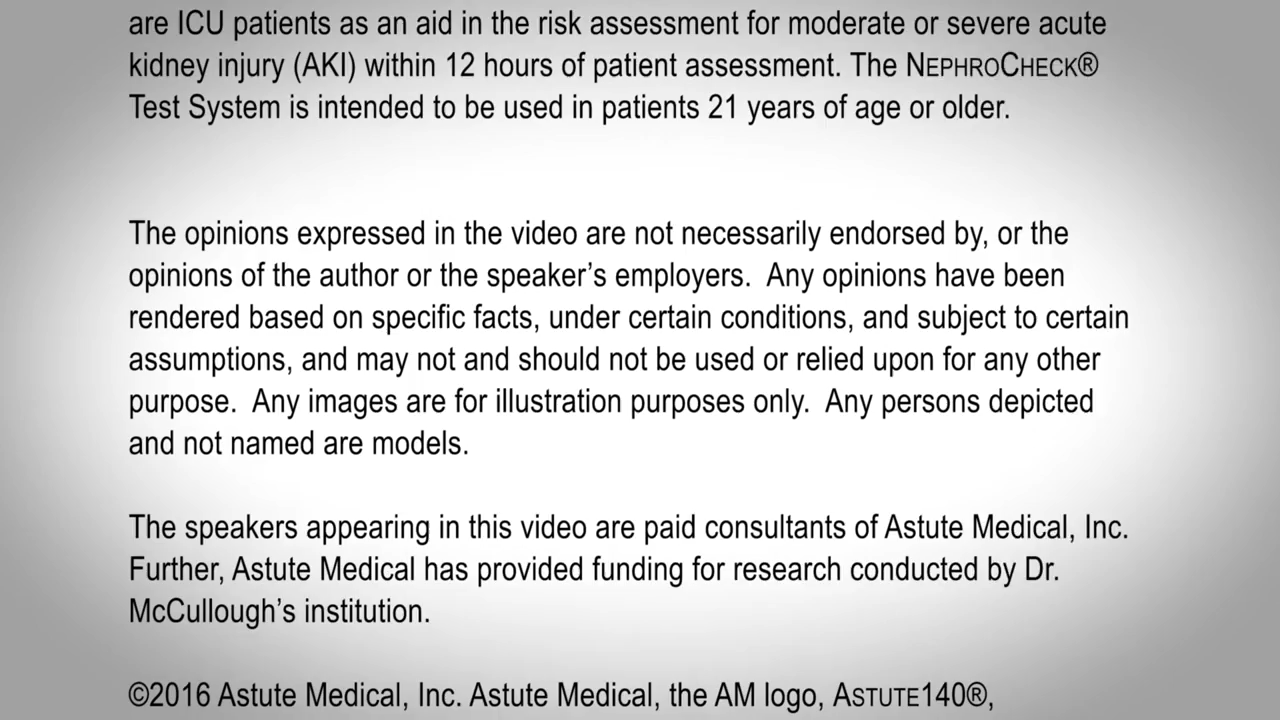 are ICU patients as an aid in the risk assessment for moderate or severe acute
kidney injury (AKI) within 12 hours of patient assessment. The NEPHROCHECK®
Test System is intended to be used in patients 21 years of age or older.
The opinions expressed in the video are not necessarily endorsed by, or the
opinions of the author or the speaker’s employers.  Any opinions have been
rendered based on specific facts, under certain conditions, and subject to certain
assumptions, and may not and should not be used or relied upon for any other
purpose.  Any images are for illustration purposes only.  Any persons depicted
and not named are models.
The speakers appearing in this video are paid consultants of Astute Medical, Inc.
Further, Astute Medical has provided funding for research conducted by Dr.
McCullough’s institution.
©2016 Astute Medical, Inc. Astute Medical, the AM logo, ASTUTE140®,